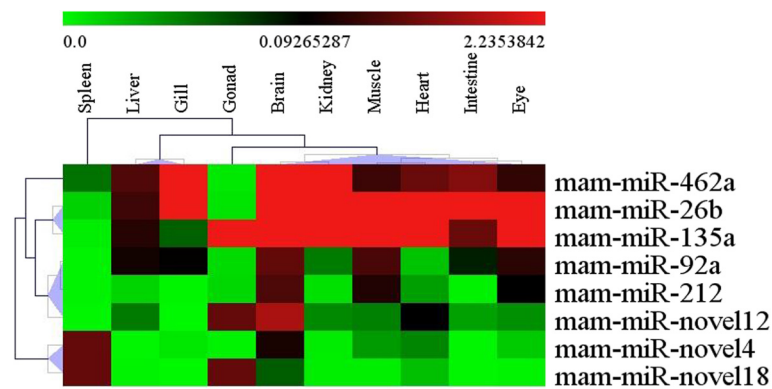 0.0 0.09265287 2.2353842
Spleen Liver Gill Gonad Brain Kidney Muscle Heart Intestine Eye
mam-miR-462a
mam-miR-26b
mam-miR-135a
mam-miR-92a
mam-miR-212
mam-miR-novel12
mam-miR-novel4
mam-miR-novel18